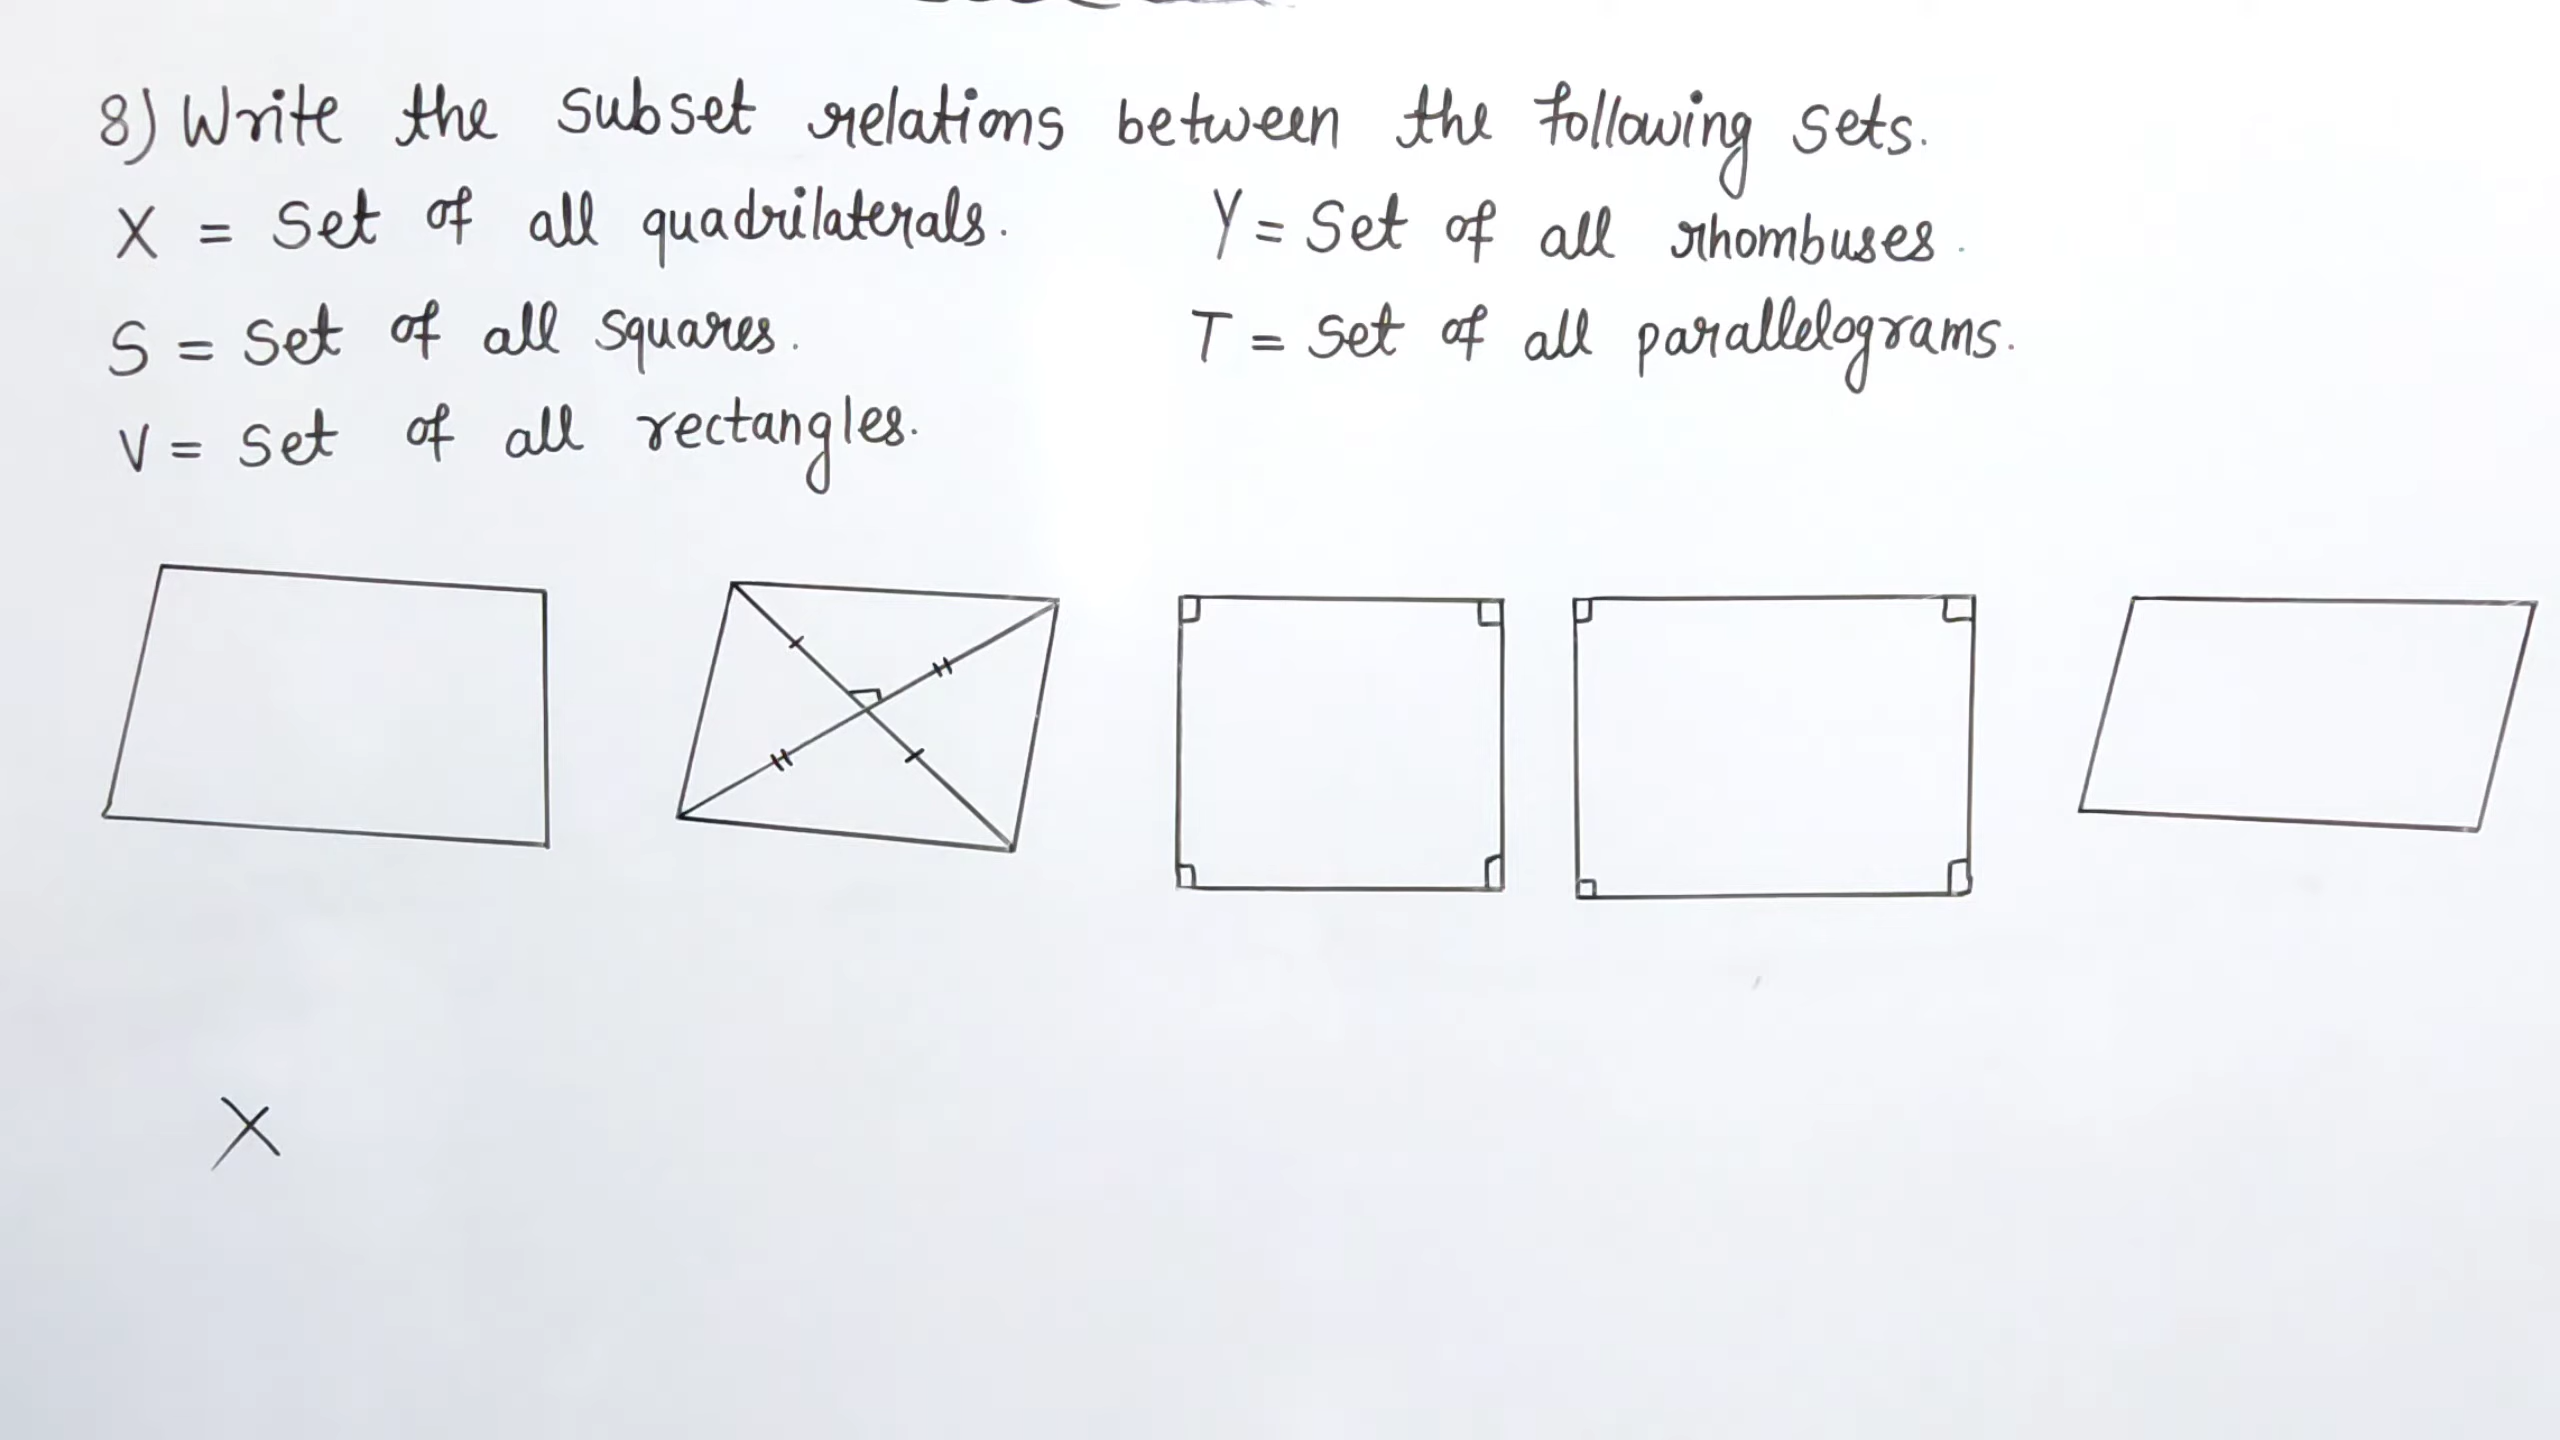 8) Write the subset relations between the following sets.
X = Set of all quadrilaterals. Y = Set of all rhombuses.
S = Set of all squares. T = Set of all parallelograms.
V = Set of all rectangles.
X